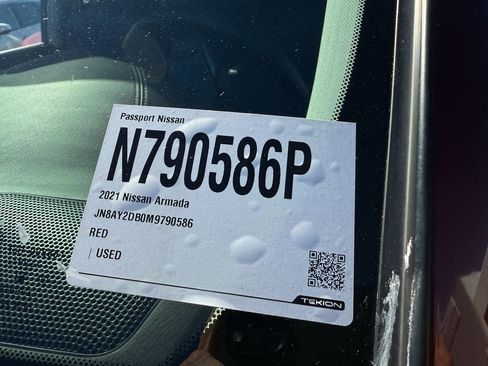 Passport Nissan
N790586P
2021 Nissan Armada
JN8AY2DB0M9790586
RED
| USED
TEKION